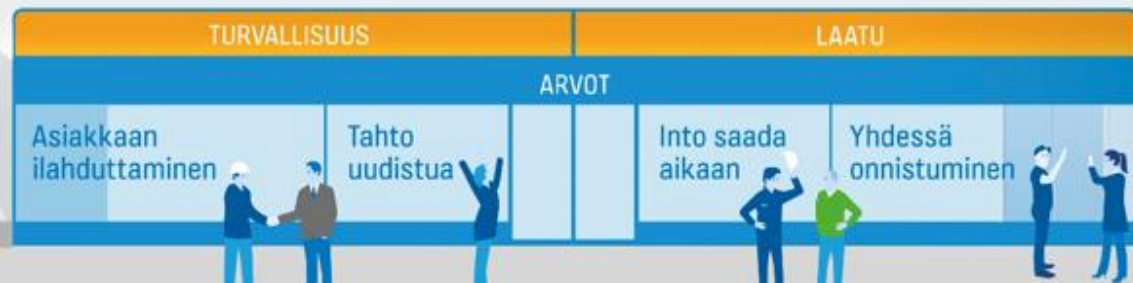 TURVALLISUUS
LAATU
ARVOT
Asiakkaan
ilahduttaminen
Tahto
uudistua
Into saada
aikaan
Yhdessä
onnistuminen